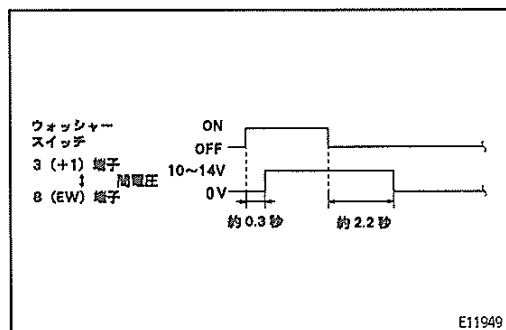 ウォッシャー
スイッチ
ON
OFF
3 (+1) 端子
↕ 間電圧
8 (EW) 端子
10〜14V
0V
約 0.3 秒
約 2.2 秒
E11949